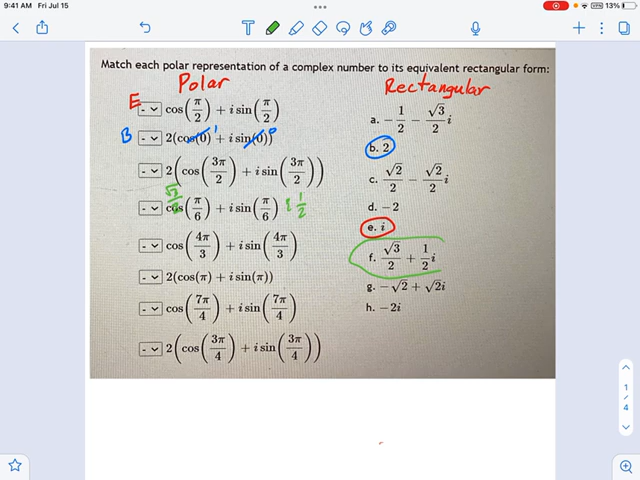 9:41 AM Fri Jul 15
VPN 13%
Match each polar representation of a complex number to its equivalent rectangular form:
Polar
Rectangular
E - cos(π/2) + i sin(π/2)
B - 2(cos(0) + i sin(0)) 1 0
- 2(cos(3π/2) + i sin(3π/2))
- cos(π/6) + i sin(π/6) 1/2
- cos(4π/3) + i sin(4π/3)
- 2(cos(π) + i sin(π))
- cos(7π/4) + i sin(7π/4)
- 2(cos(3π/4) + i sin(3π/4))
a. -1/2 - √3/2 i
b. 2
c. √2/2 - √2/2 i
d. -2
e. i
f. √3/2 + 1/2 i
g. -√2 + √2i
h. -2i
1
/
4